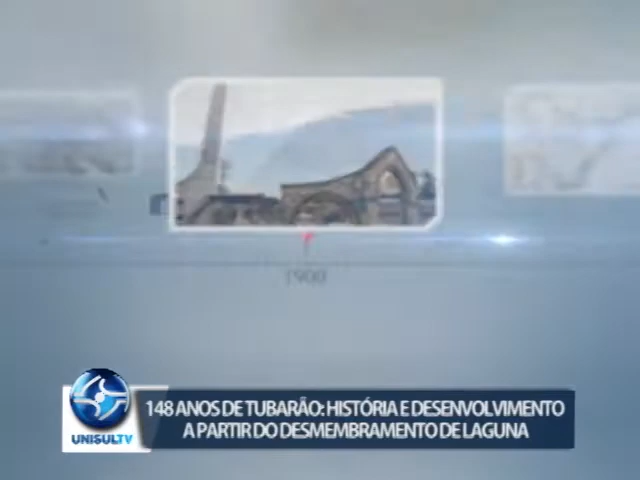 1900
148 ANOS DE TUBARÃO: HISTÓRIA E DESENVOLVIMENTO
A PARTIR DO DESMEMBRAMENTO DE LAGUNA
UNISULTV